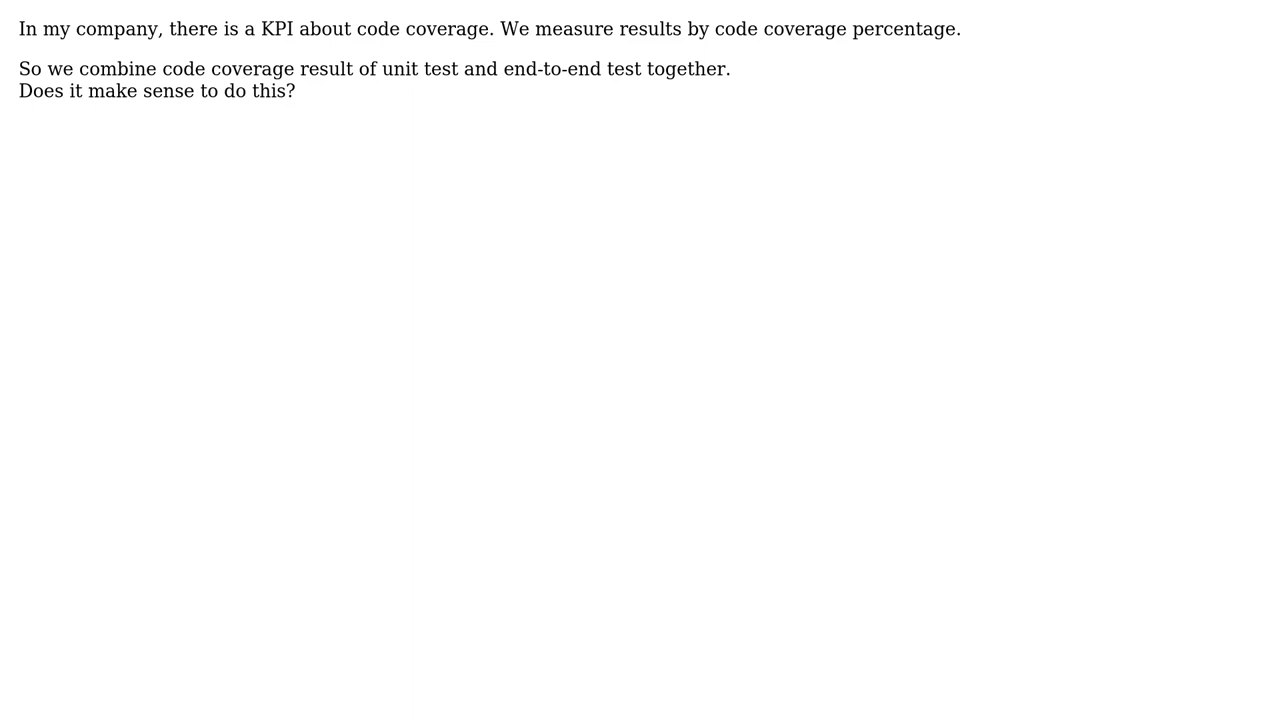 In my company, there is a KPI about code coverage. We measure results by code coverage percentage.
So we combine code coverage result of unit test and end-to-end test together.
Does it make sense to do this?